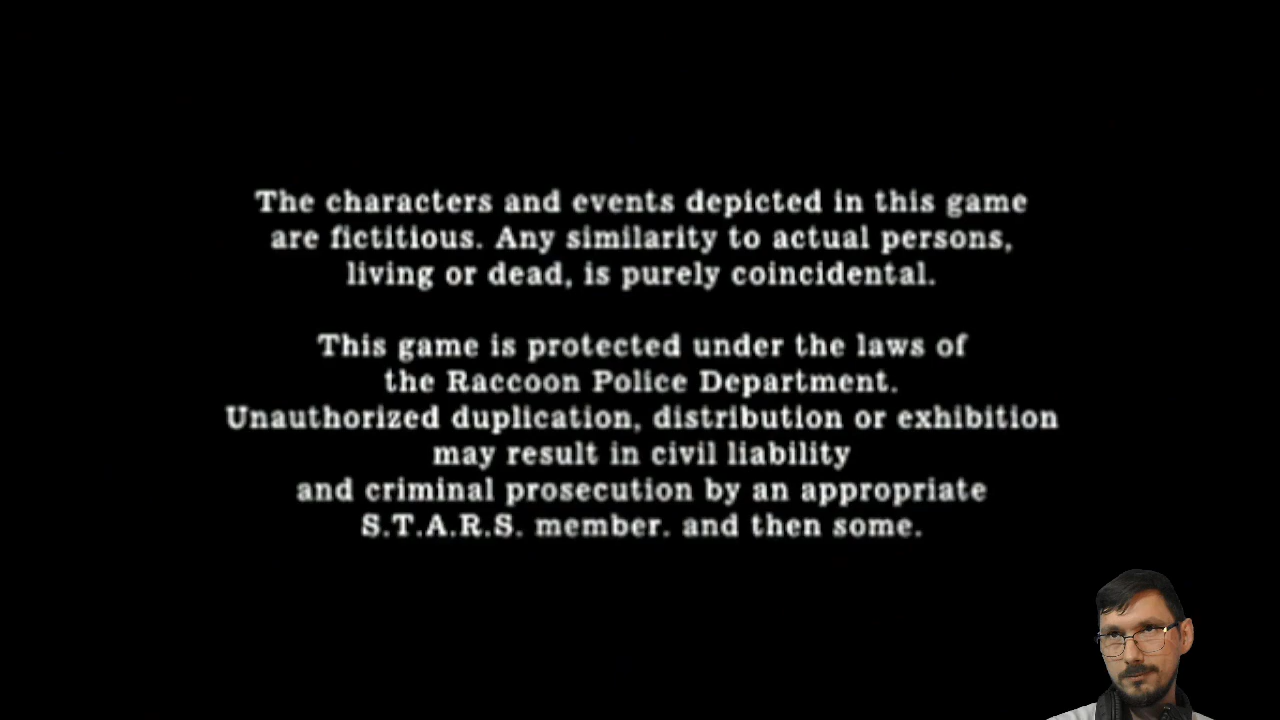 The characters and events depicted in this game
are fictitious. Any similarity to actual persons,
living or dead, is purely coincidental.
This game is protected under the laws of
the Raccoon Police Department.
Unauthorized duplication, distribution or exhibition
may result in civil liability
and criminal prosecution by an appropriate
S.T.A.R.S. member. and then some.